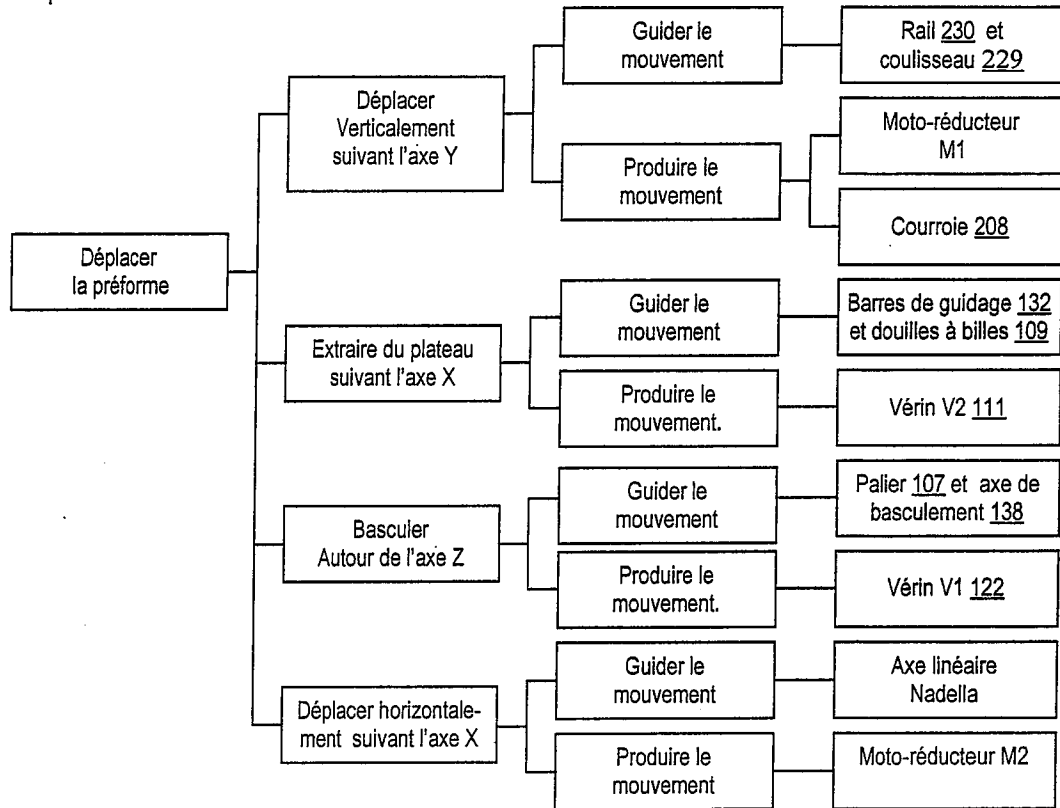 Guider le
mouvement
Rail 230 et
coulisseau 229
Déplacer
Verticalement
suivant l'axe Y
Moto-réducteur
M1
Produire le
mouvement
Courroie 208
Déplacer
la préforme
Guider le
mouvement
Barres de guidage 132
et douilles à billes 109
Extraire du plateau
suivant l'axe X
Produire le
mouvement.
Vérin V2 111
Guider le
mouvement
Palier 107 et axe de
basculement 138
Basculer
Autour de l'axe Z
Produire le
mouvement.
Vérin V1 122
Guider le
mouvement
Axe linéaire
Nadella
Déplacer horizontale-
ment suivant l'axe X
Produire le
mouvement
Moto-réducteur M2